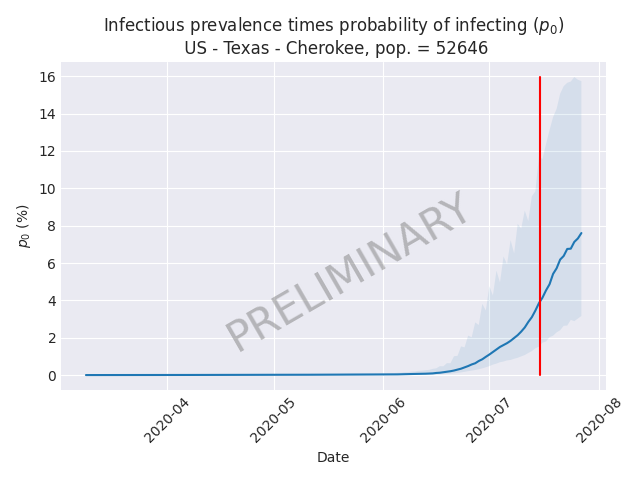 Infectious prevalence times probability of infecting (p₀)
US - Texas - Cherokee, pop. = 52646
16
14
12
10
8
6
4
2
0
p₀ (%)
PRELIMINARY
2020-04
2020-05
2020-06
2020-07
2020-08
Date